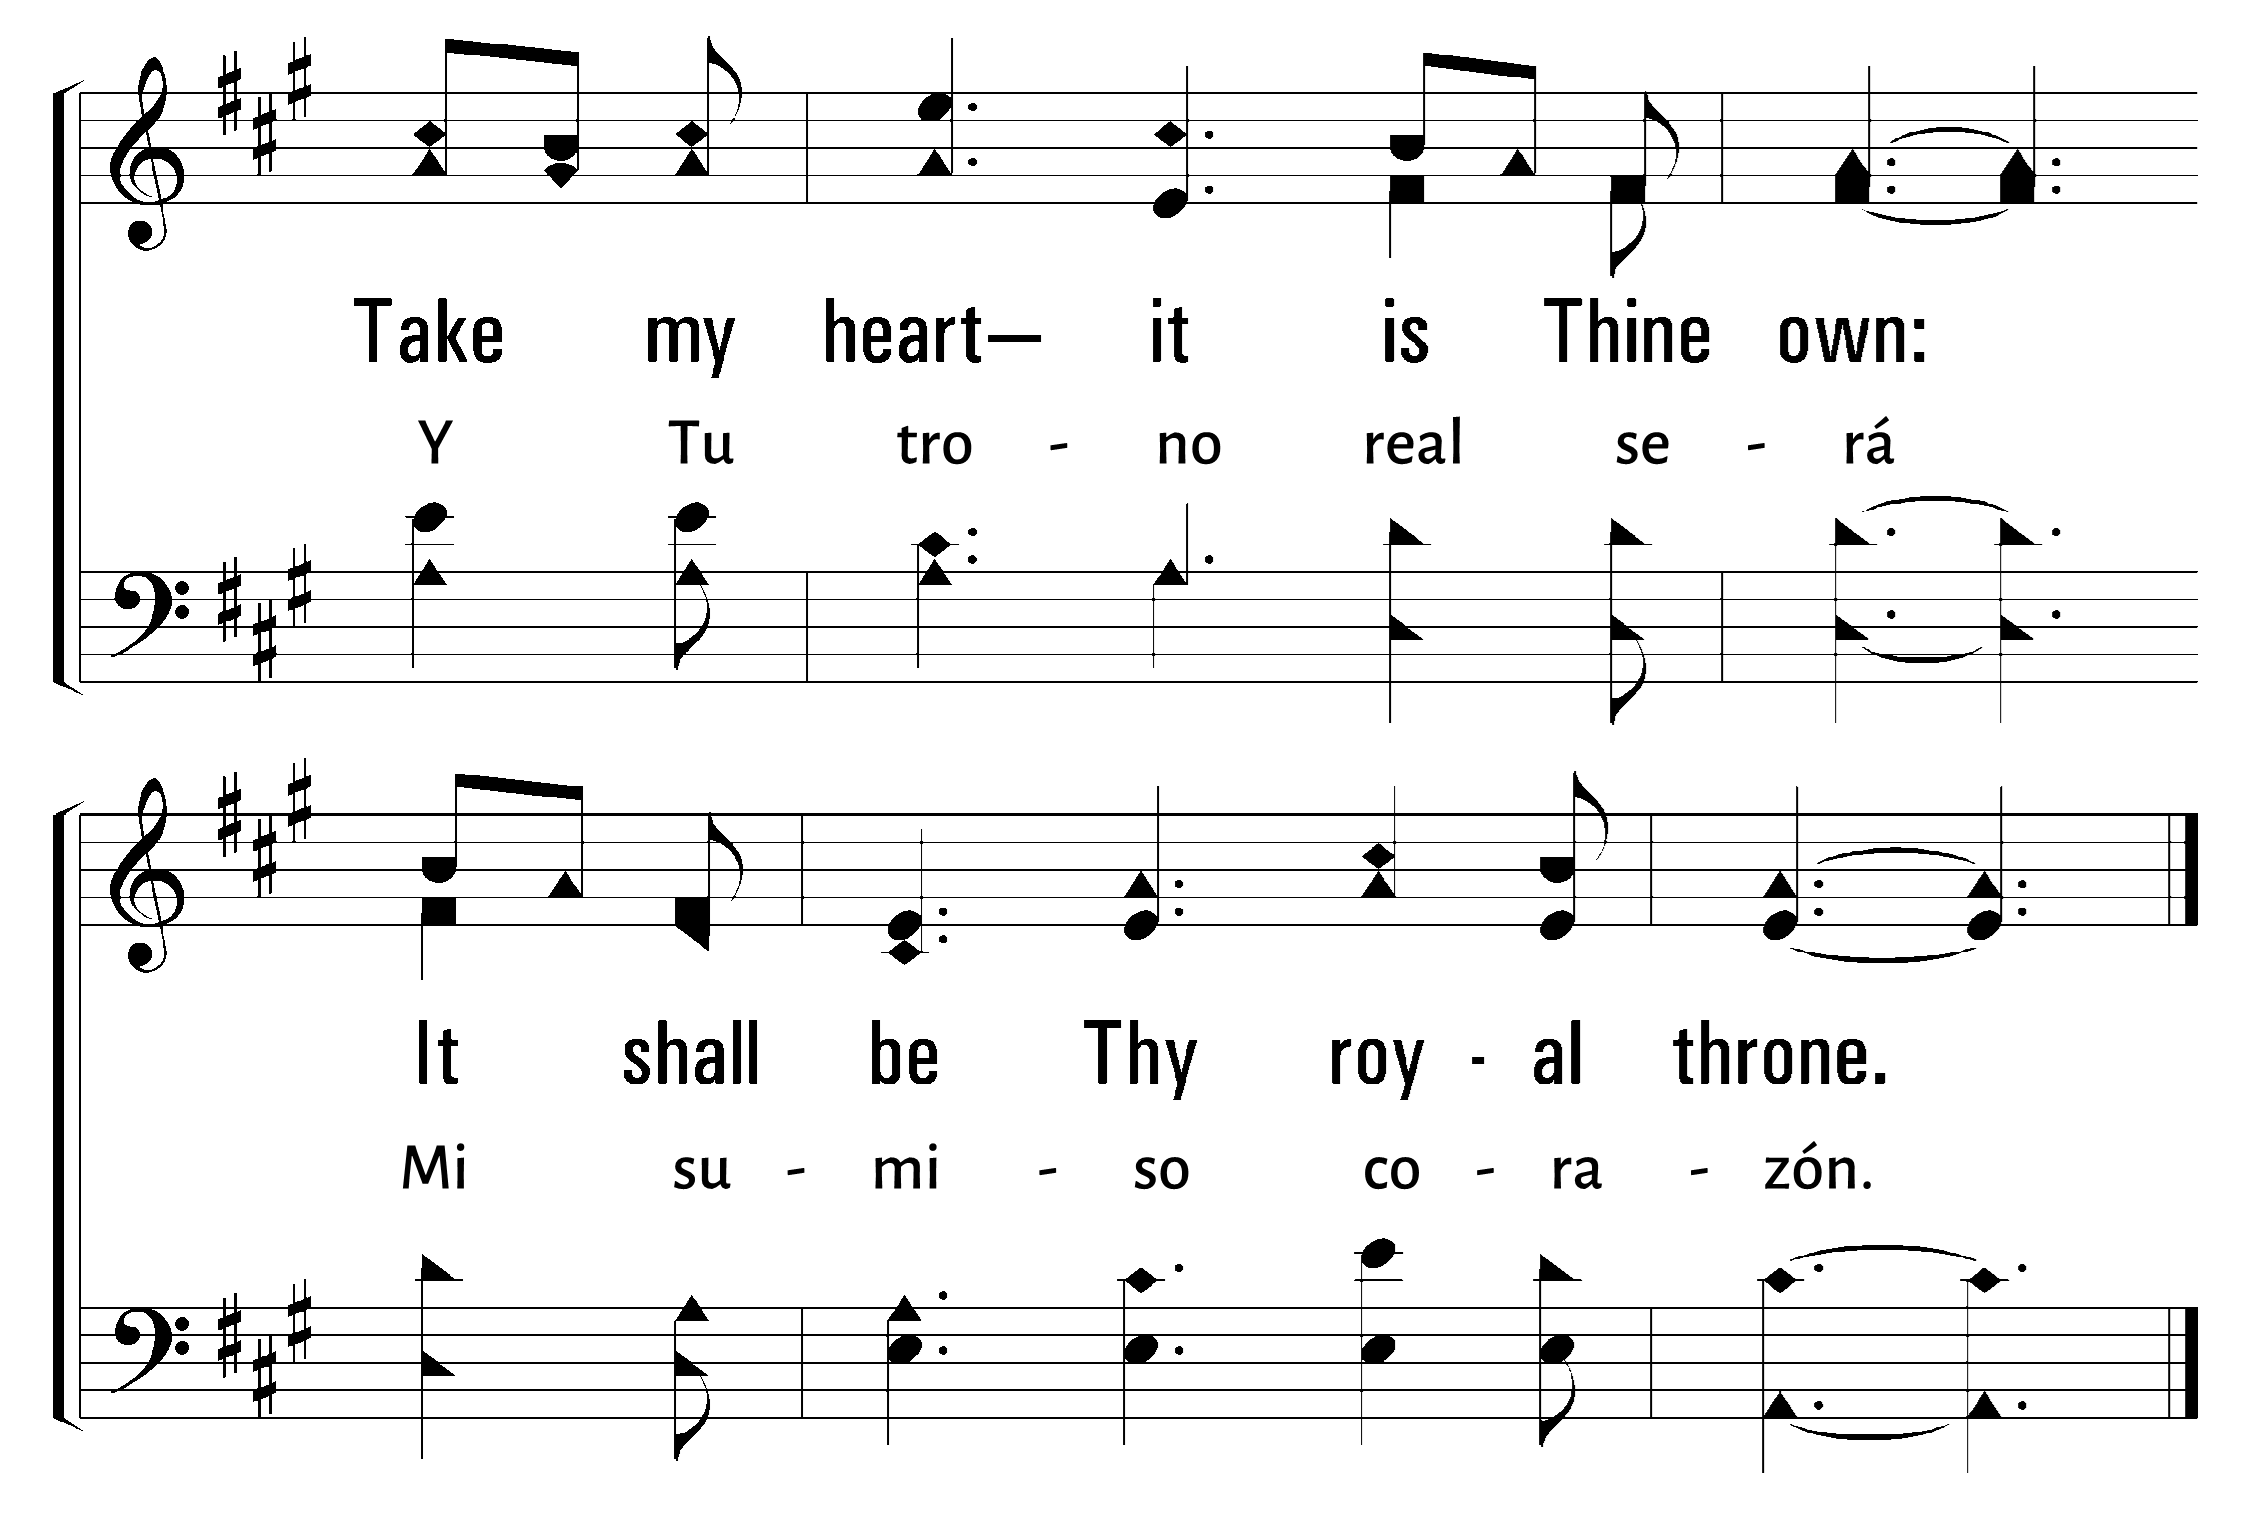 Take my heart— it is Thine own:
Y Tu tro - no real se - rá
It shall be Thy roy - al throne.
Mi su - mi - so co - ra - zón.